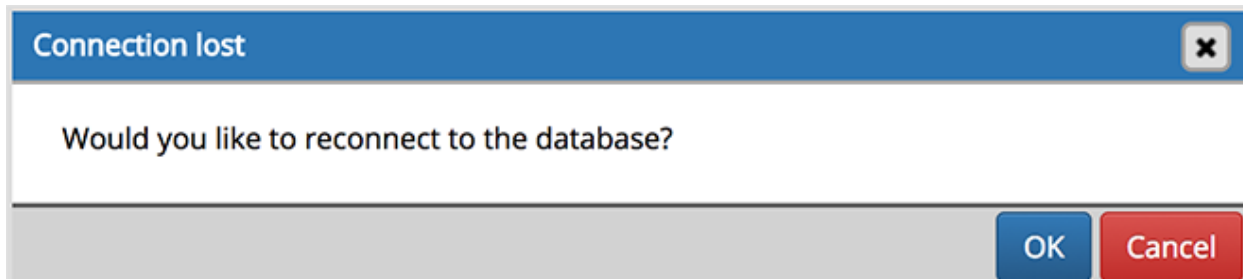 Connection lost
Would you like to reconnect to the database?
OK Cancel